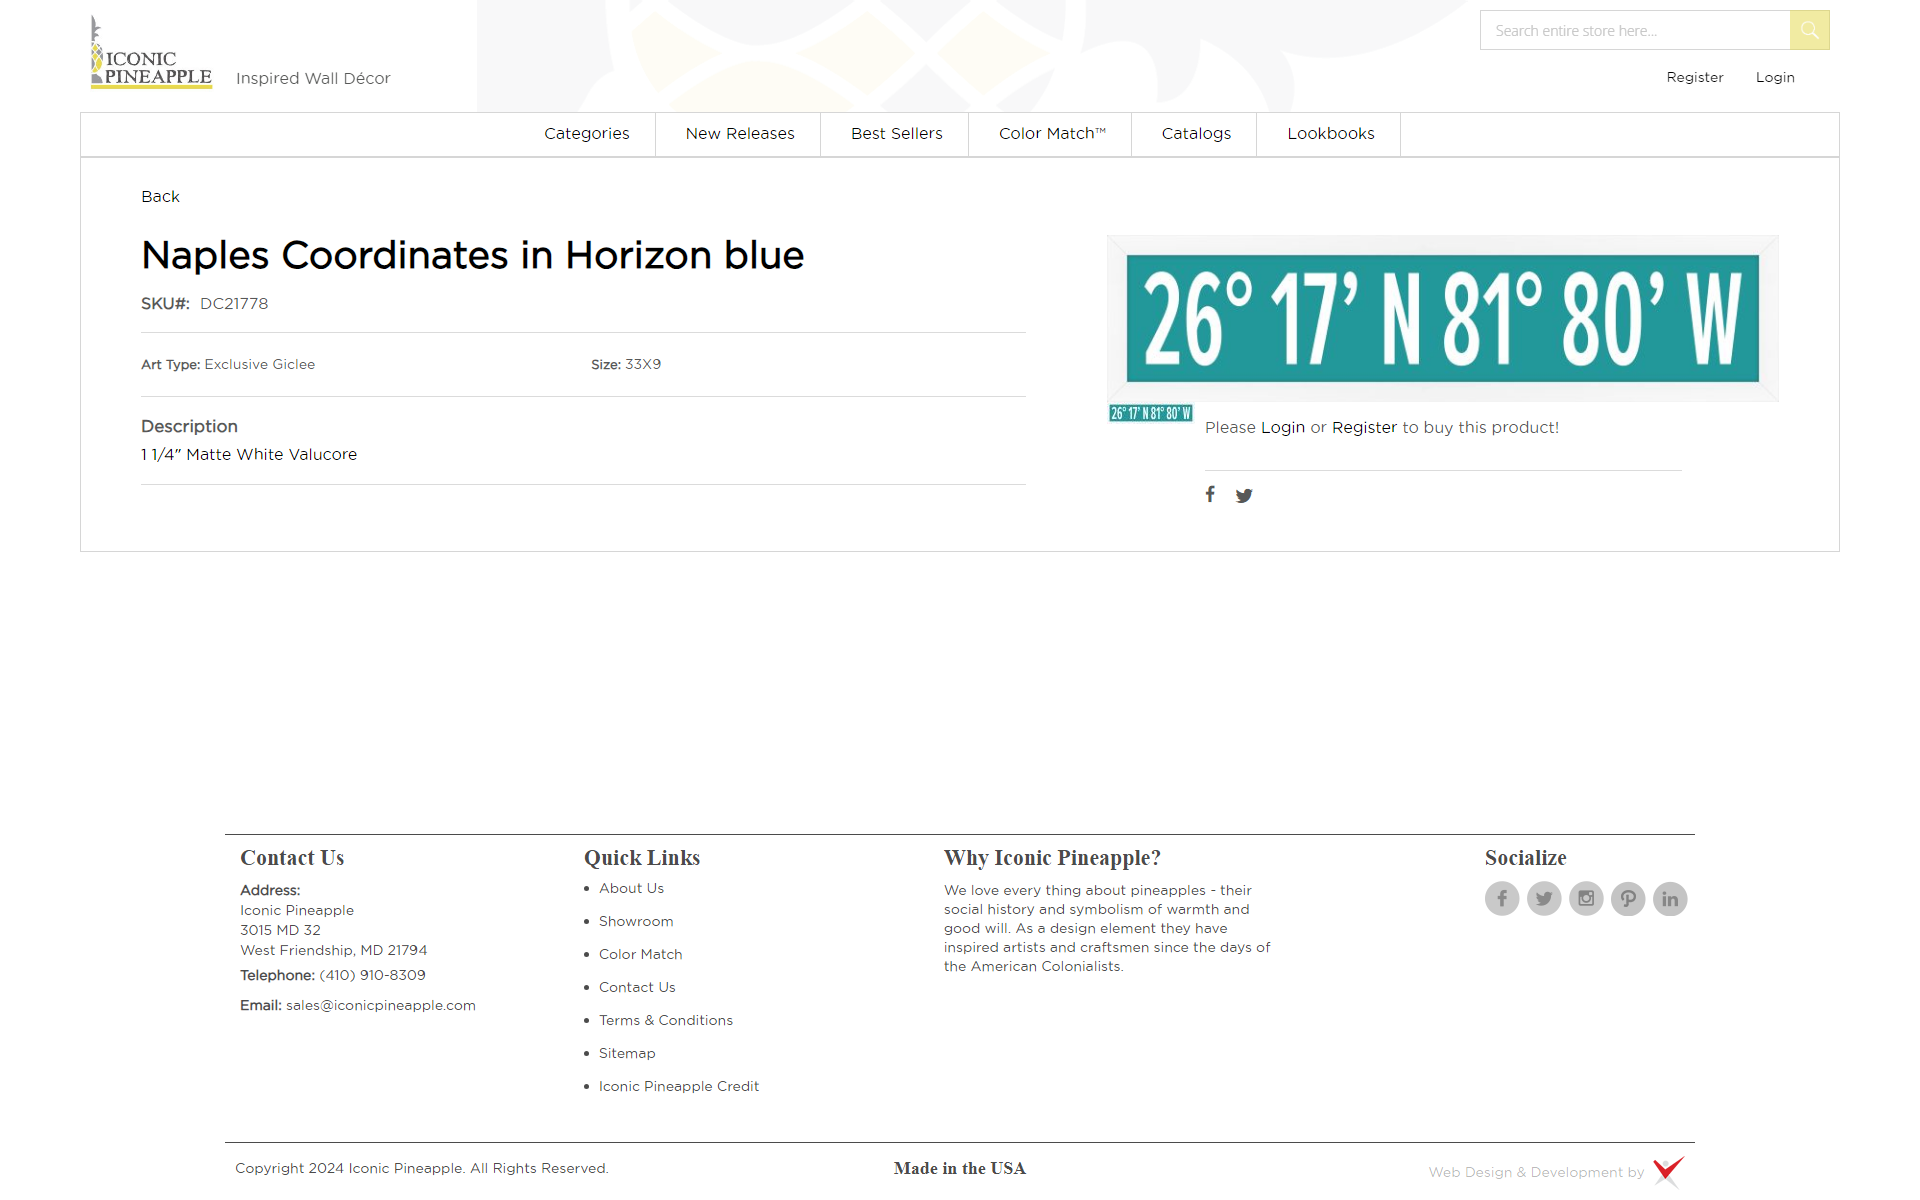 ICONIC
PINEAPPLE
Inspired Wall Décor
Search entire store here...
Register
Login
Categories
New Releases
Best Sellers
Color Match™
Catalogs
Lookbooks
Back
Naples Coordinates in Horizon blue
SKU#: DC21778
Art Type: Exclusive Giclee
Size: 33X9
Description
1 1/4" Matte White Valucore
26° 17’ N 81° 80’ W
26° 17’ N 81° 80’ W
Please Login or Register to buy this product!
Contact Us
Address:
Iconic Pineapple
3015 MD 32
West Friendship, MD 21794
Telephone: (410) 910-8309
Email: sales@iconicpineapple.com
Quick Links
About Us
Showroom
Color Match
Contact Us
Terms & Conditions
Sitemap
Iconic Pineapple Credit
Why Iconic Pineapple?
We love every thing about pineapples - their
social history and symbolism of warmth and
good will. As a design element they have
inspired artists and craftsmen since the days of
the American Colonialists.
Socialize
Copyright 2024 Iconic Pineapple. All Rights Reserved.
Made in the USA
Web Design & Development by